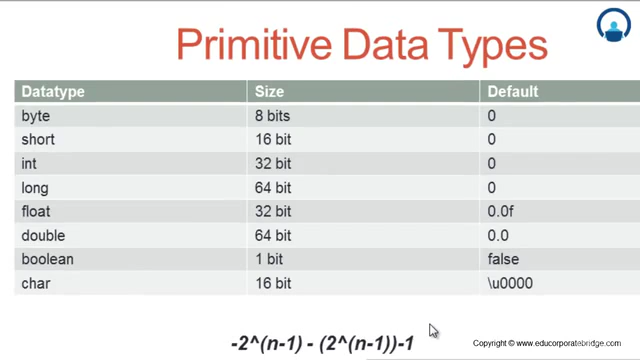 Primitive Data Types
Datatype Size Default
byte 8 bits 0
short 16 bit 0
int 32 bit 0
long 64 bit 0
float 32 bit 0.0f
double 64 bit 0.0
boolean 1 bit false
char 16 bit \u0000
-2^(n-1) - (2^(n-1))-1
Copyright © www.educorporatebridge.com